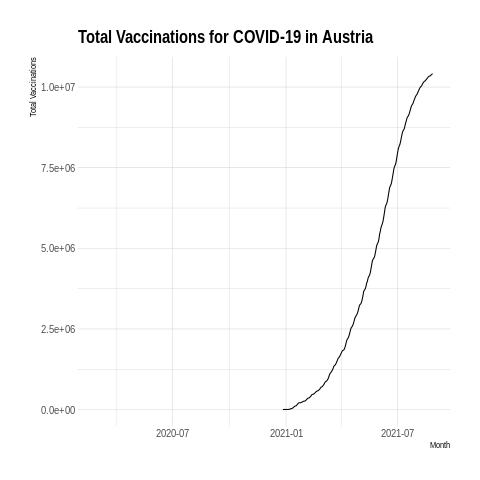 Total Vaccinations for COVID-19 in Austria
Total Vaccinations
1.0e+07
7.5e+06
5.0e+06
2.5e+06
0.0e+00
2020-07 2021-01 2021-07
Month